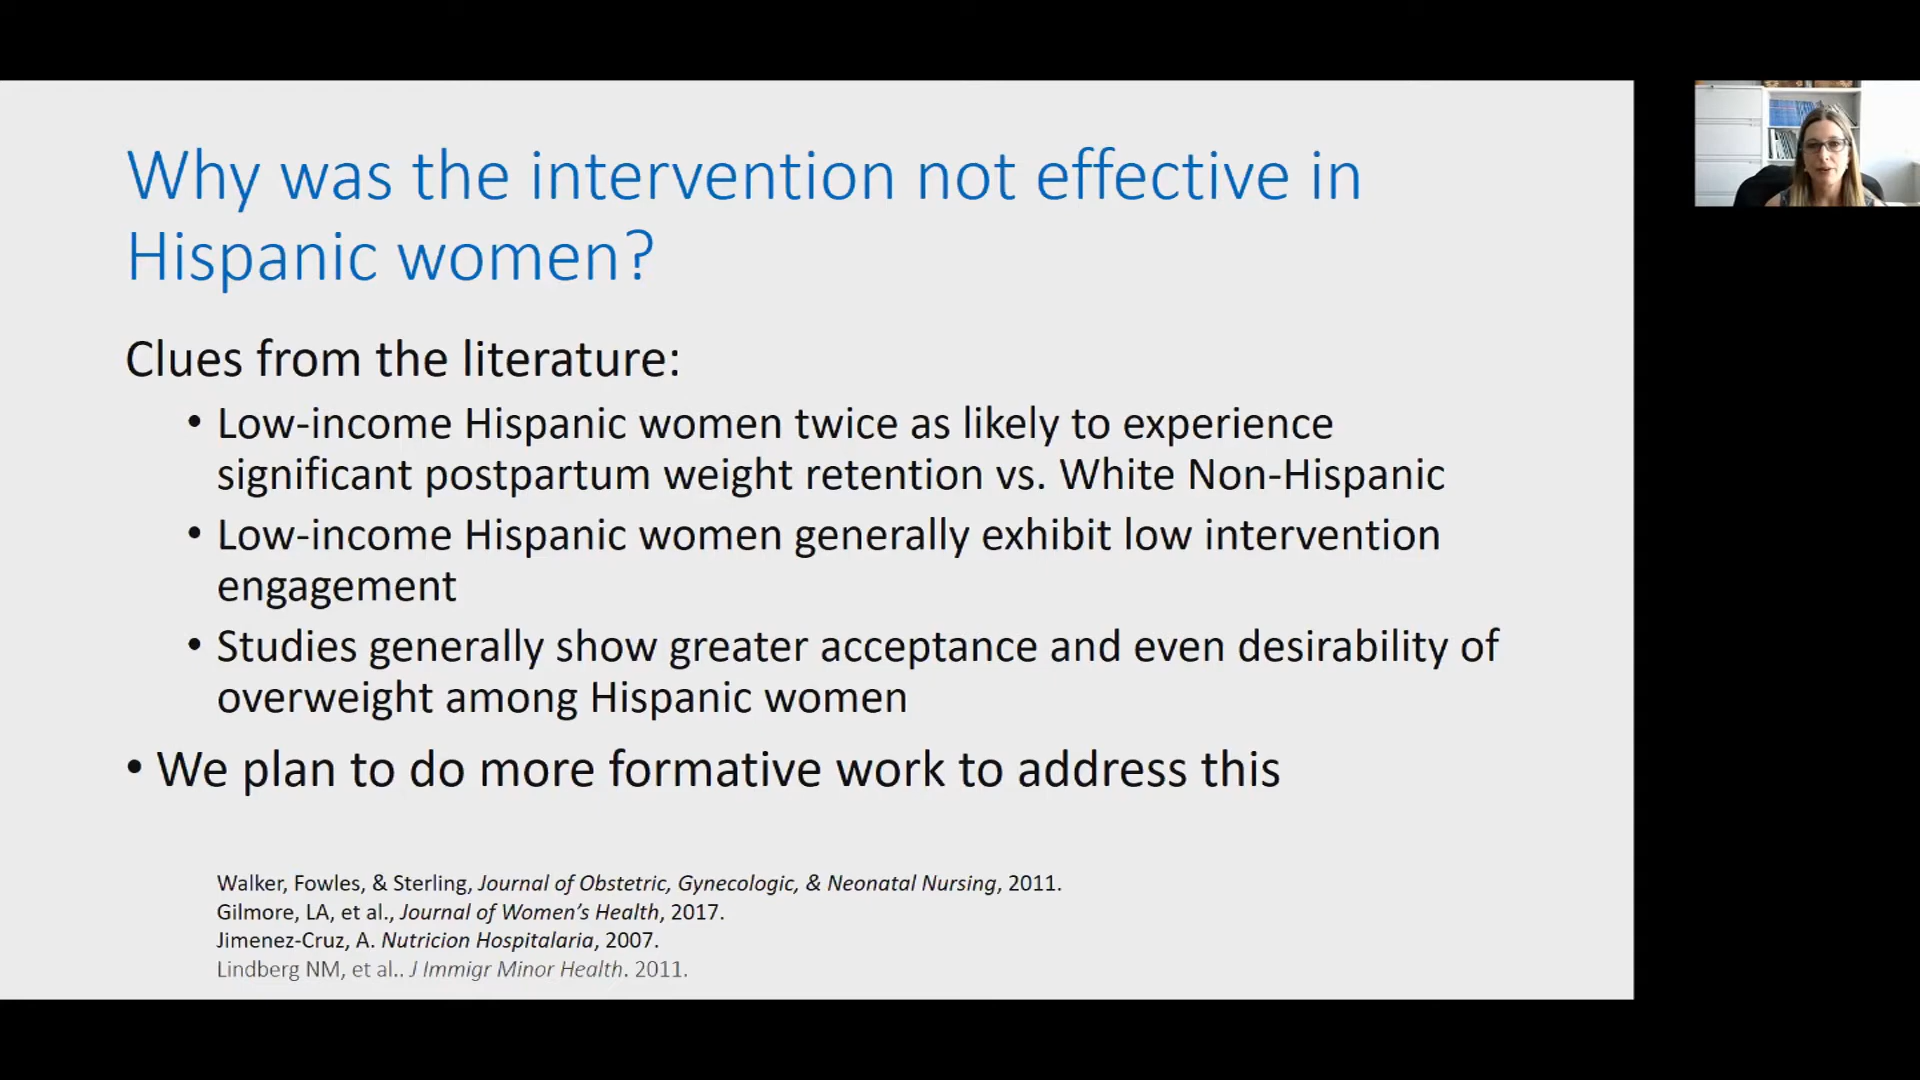 Why was the intervention not effective in
Hispanic women?
Clues from the literature:
• Low-income Hispanic women twice as likely to experience
significant postpartum weight retention vs. White Non-Hispanic
• Low-income Hispanic women generally exhibit low intervention
engagement
• Studies generally show greater acceptance and even desirability of
overweight among Hispanic women
• We plan to do more formative work to address this
Walker, Fowles, & Sterling, Journal of Obstetric, Gynecologic, & Neonatal Nursing, 2011.
Gilmore, LA, et al., Journal of Women's Health, 2017.
Jimenez-Cruz, A. Nutricion Hospitalaria, 2007.
Lindberg NM, et al.. J Immigr Minor Health. 2011.